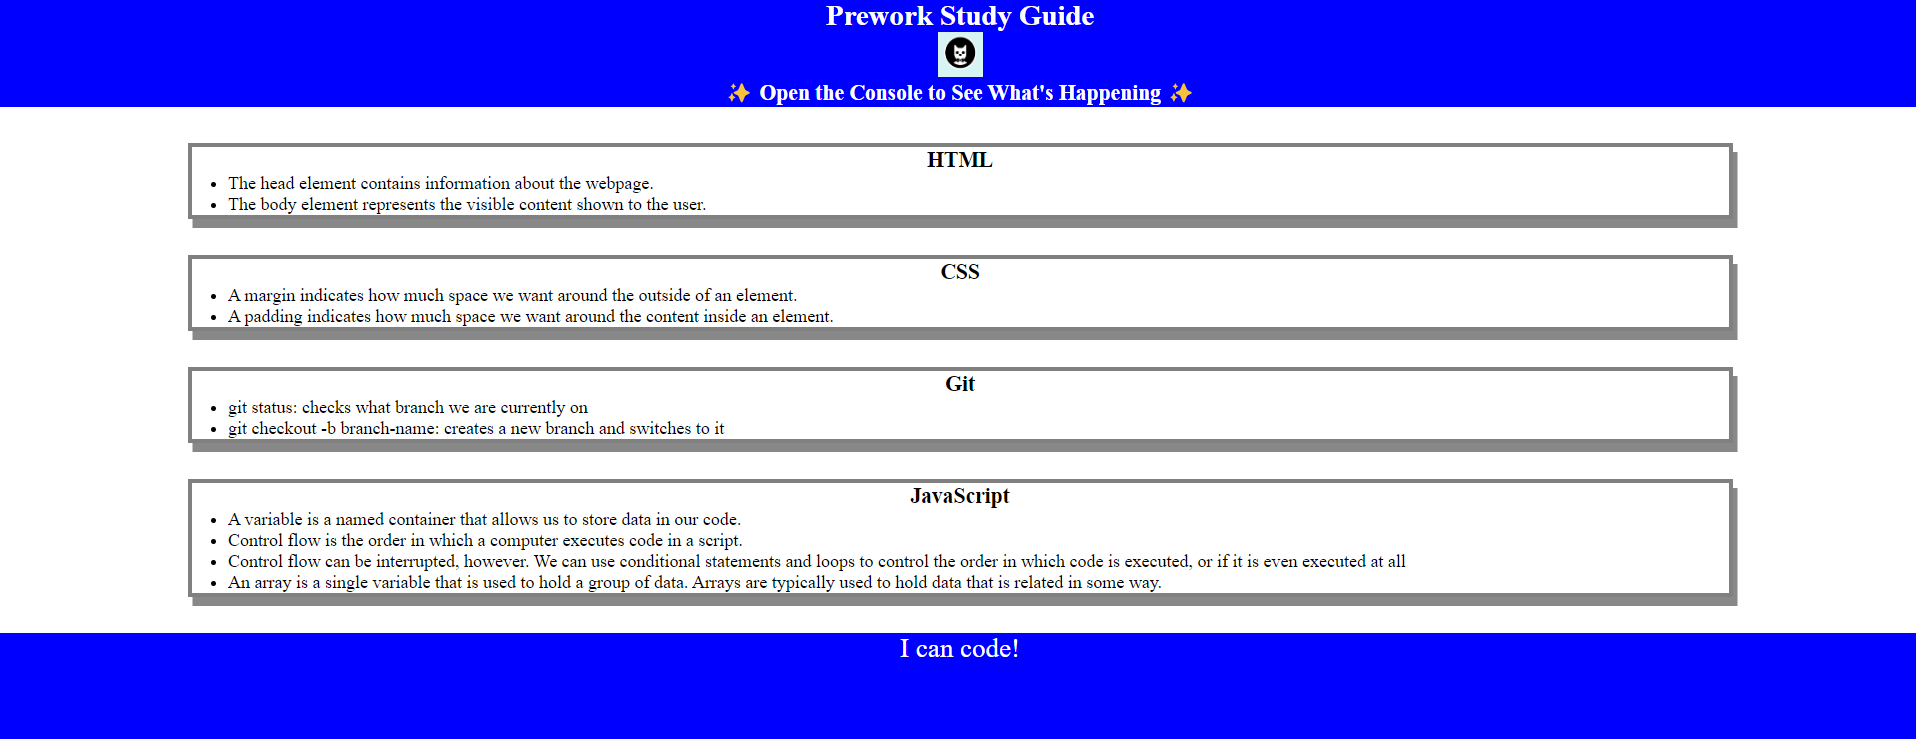 Prework Study Guide
✨ Open the Console to See What's Happening ✨
HTML
• The head element contains information about the webpage.
• The body element represents the visible content shown to the user.
CSS
• A margin indicates how much space we want around the outside of an element.
• A padding indicates how much space we want around the content inside an element.
Git
• git status: checks what branch we are currently on
• git checkout -b branch-name: creates a new branch and switches to it
JavaScript
• A variable is a named container that allows us to store data in our code.
• Control flow is the order in which a computer executes code in a script.
• Control flow can be interrupted, however. We can use conditional statements and loops to control the order in which code is executed, or if it is even executed at all
• An array is a single variable that is used to hold a group of data. Arrays are typically used to hold data that is related in some way.
I can code!